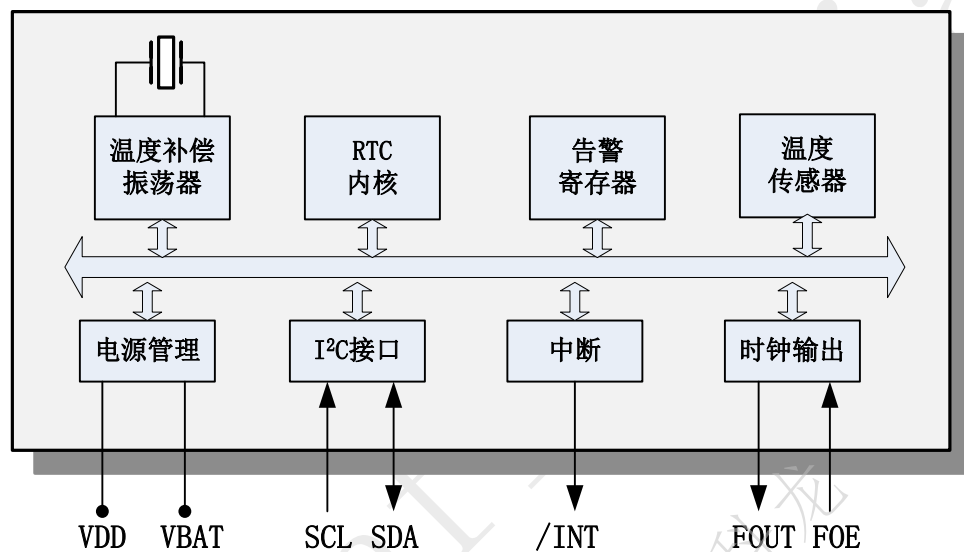 温度补偿
振荡器
RTC
内核
告警
寄存器
温度
传感器
电源管理
I²C接口
中断
时钟输出
VDD VBAT SCL SDA /INT FOUT FOE